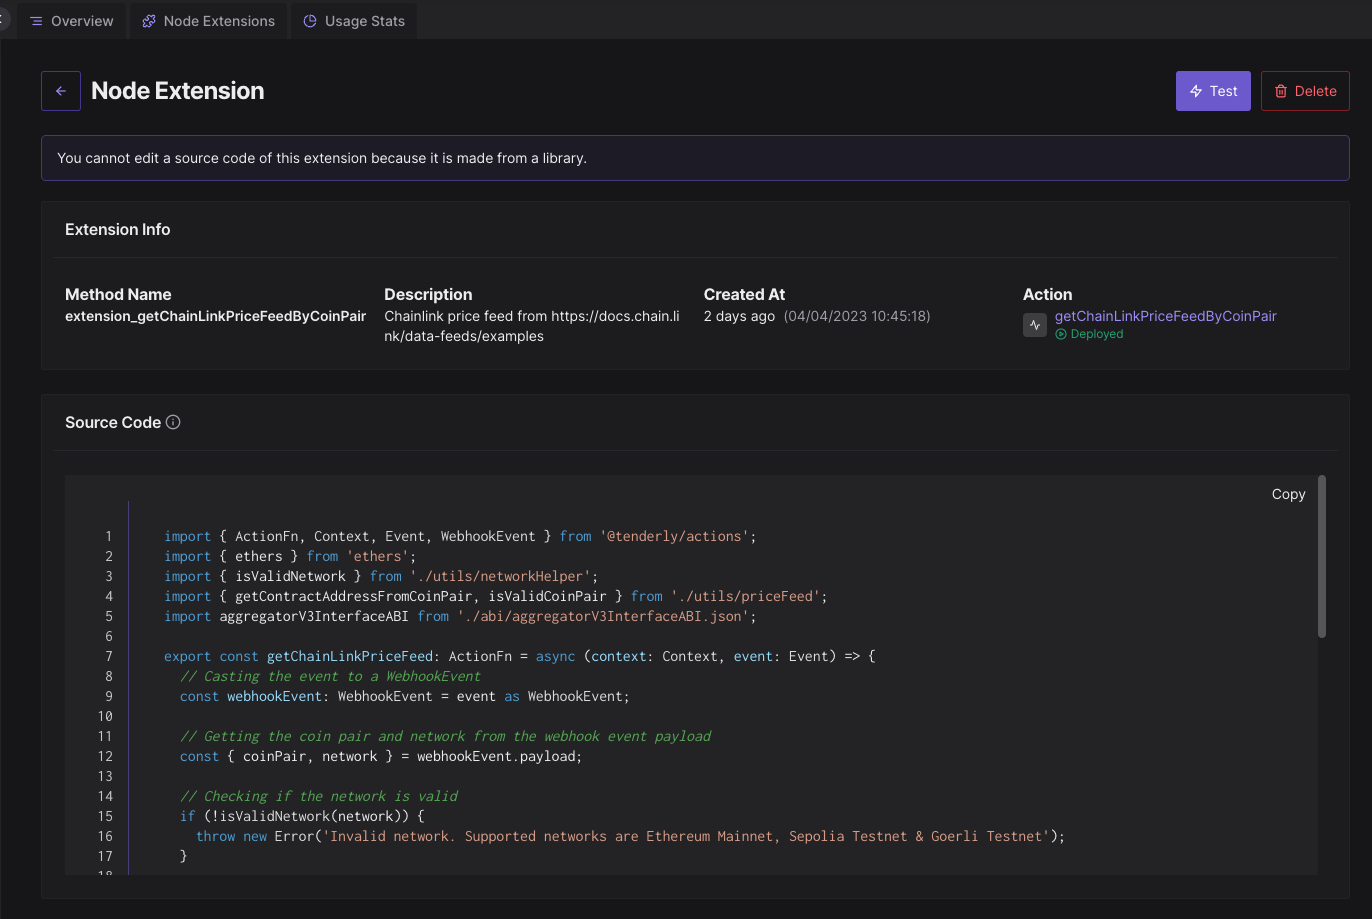 Overview
Node Extensions
Usage Stats
Node Extension
Test
Delete
You cannot edit a source code of this extension because it is made from a library.
Extension Info
Method Name
extension_getChainLinkPriceFeedByCoinPair
Description
Chainlink price feed from https://docs.chain.li
nk/data-feeds/examples
Created At
2 days ago (04/04/2023 10:45:18)
Action
getChainLinkPriceFeedByCoinPair
Deployed
Source Code
Copy
1 import { ActionFn, Context, Event, WebhookEvent } from '@tenderly/actions';
2 import { ethers } from 'ethers';
3 import { isValidNetwork } from './utils/networkHelper';
4 import { getContractAddressFromCoinPair, isValidCoinPair } from './utils/priceFeed';
5 import aggregatorV3InterfaceABI from './abi/aggregatorV3InterfaceABI.json';
6
7 export const getChainLinkPriceFeed: ActionFn = async (context: Context, event: Event) => {
8 // Casting the event to a WebhookEvent
9 const webhookEvent: WebhookEvent = event as WebhookEvent;
10
11 // Getting the coin pair and network from the webhook event payload
12 const { coinPair, network } = webhookEvent.payload;
13
14 // Checking if the network is valid
15 if (!isValidNetwork(network)) {
16 throw new Error('Invalid network. Supported networks are Ethereum Mainnet, Sepolia Testnet & Goerli Testnet');
17 }
18